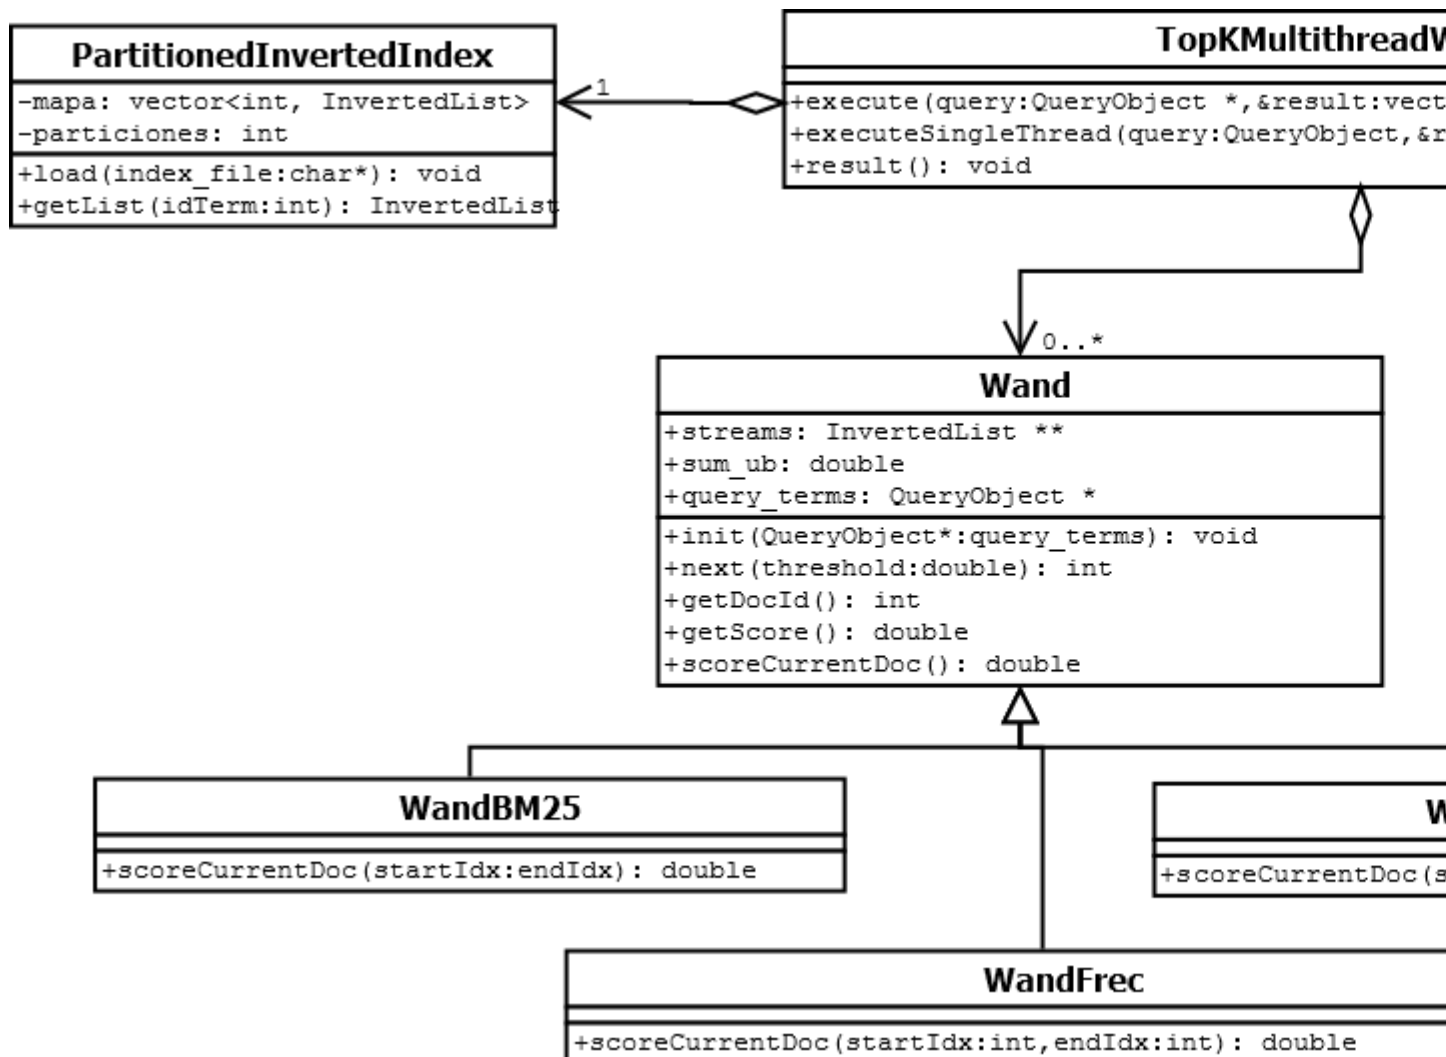 PartitionedInvertedIndex
-mapa: vector<int, InvertedList>
-particiones: int
+load(index_file:char*): void
+getList(idTerm:int): InvertedList
1
TopKMultithreadW
+execute(query:QueryObject *,&result:vect
+executeSingleThread(query:QueryObject,&r
+result(): void
0..*
Wand
+streams: InvertedList **
+sum_ub: double
+query_terms: QueryObject *
+init(QueryObject*:query_terms): void
+next(threshold:double): int
+getDocId(): int
+getScore(): double
+scoreCurrentDoc(): double
WandBM25
+scoreCurrentDoc(startIdx:endIdx): double
W
+scoreCurrentDoc(s
WandFrec
+scoreCurrentDoc(startIdx:int,endIdx:int): double